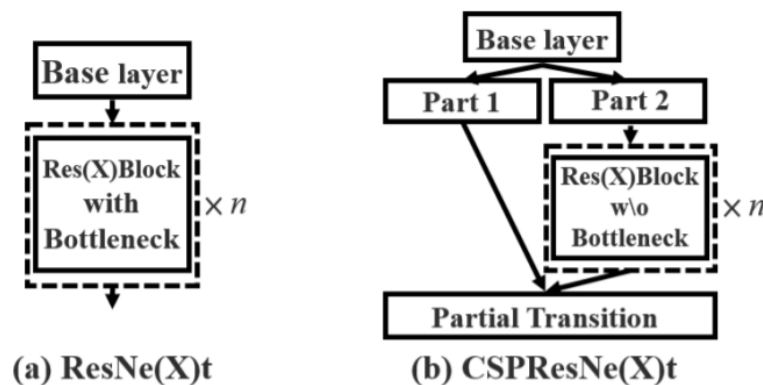 Base layer
Res(X)Block
with
Bottleneck
× n
(a) ResNe(X)t
Base layer
Part 1
Part 2
Res(X)Block
w\o
Bottleneck
× n
Partial Transition
(b) CSPResNe(X)t